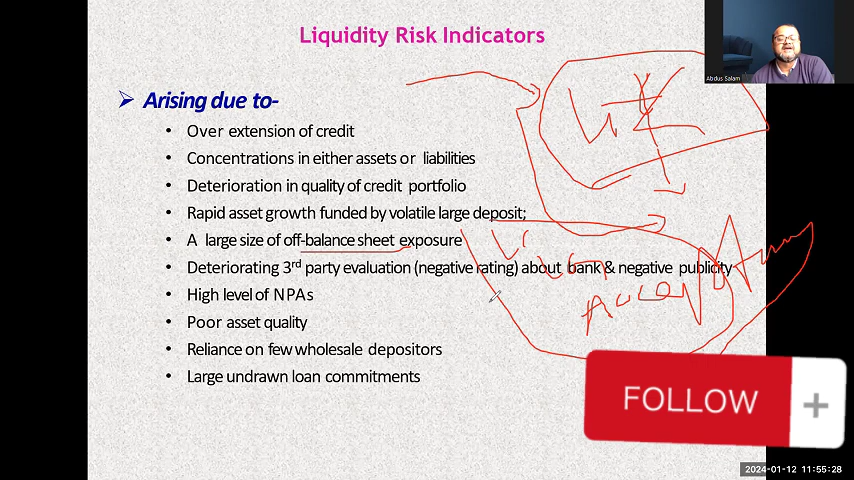 Liquidity Risk Indicators
Abdus Salam
Arising due to-
Over extension of credit
Concentrations in either assets or liabilities
Deterioration in quality of credit portfolio
Rapid asset growth funded by volatile large deposit;
A large size of off-balance sheet exposure
Deteriorating 3rd party evaluation (negative rating) about bank & negative publicity
High level of NPAs
Poor asset quality
Reliance on few wholesale depositors
Large undrawn loan commitments
FOLLOW +
2024-01-12 11:55:28